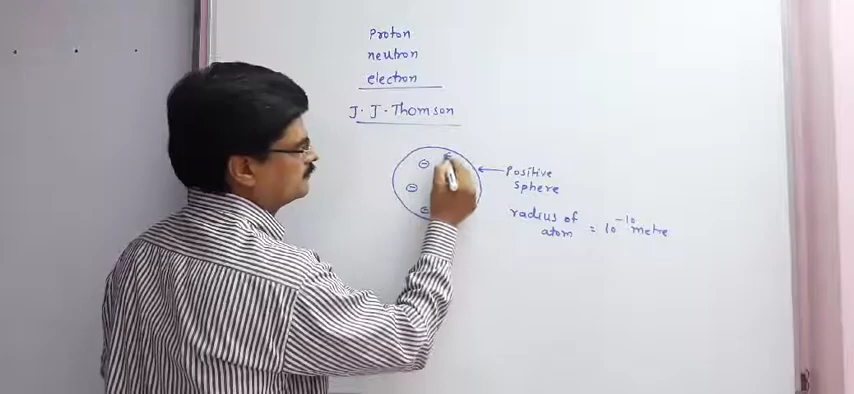 Proton
neutron
electron
J. J. Thomson
Positive
sphere
radius of
atom = 10⁻¹⁰ metre